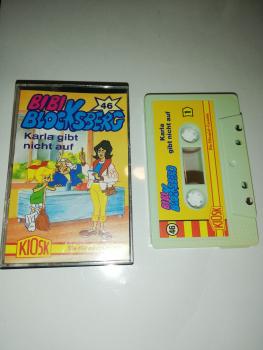 BIBI
BLOCKSBERG
46
Karla gibt
nicht auf
KIOSK
Karla
gibt nicht auf
1
BIBI
BLOCKSBERG
46
KIOSK